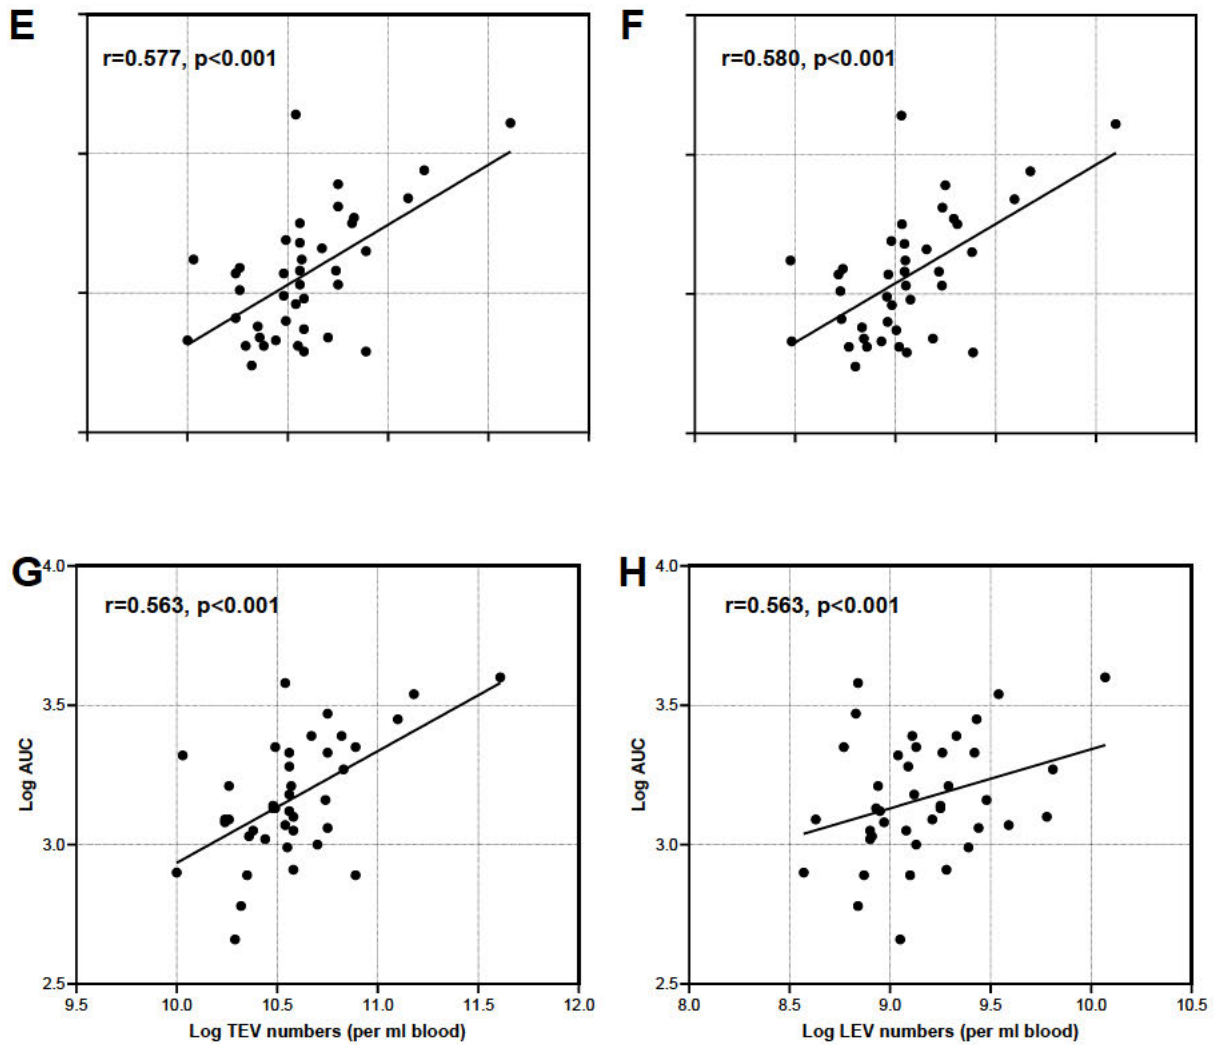 E
r=0.577, p<0.001
F
r=0.580, p<0.001
G
4.0
r=0.563, p<0.001
3.5
3.0
2.5
Log AUC
9.5 10.0 10.5 11.0 11.5 12.0
Log TEV numbers (per ml blood)
H
4.0
r=0.563, p<0.001
3.5
3.0
2.5
Log AUC
8.0 8.5 9.0 9.5 10.0 10.5
Log LEV numbers (per ml blood)